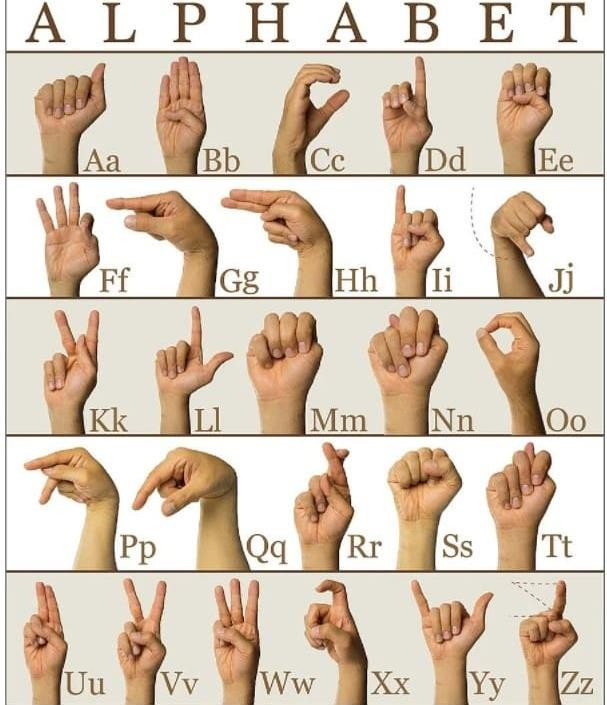 ALPHABET
Aa Bb Cc Dd Ee
Ff Gg Hh Ii Jj
Kk Ll Mm Nn Oo
Pp Qq Rr Ss Tt
Uu Vv Ww Xx Yy Zz